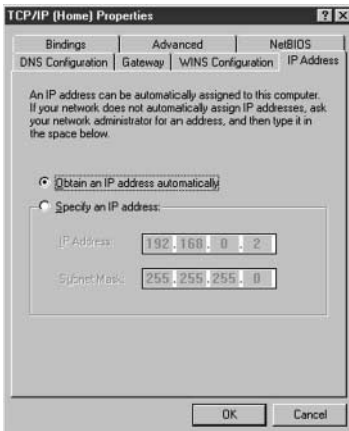 TCP/IP (Home) Properties
Bindings Advanced NetBIOS
DNS Configuration Gateway WINS Configuration IP Address
An IP address can be automatically assigned to this computer.
If your network does not automatically assign IP addresses, ask
your network administrator for an address, and then type it in
the space below.
Obtain an IP address automatically
Specify an IP address:
IP Address: 192.168.0.2
Subnet Mask: 255.255.255.0
OK Cancel